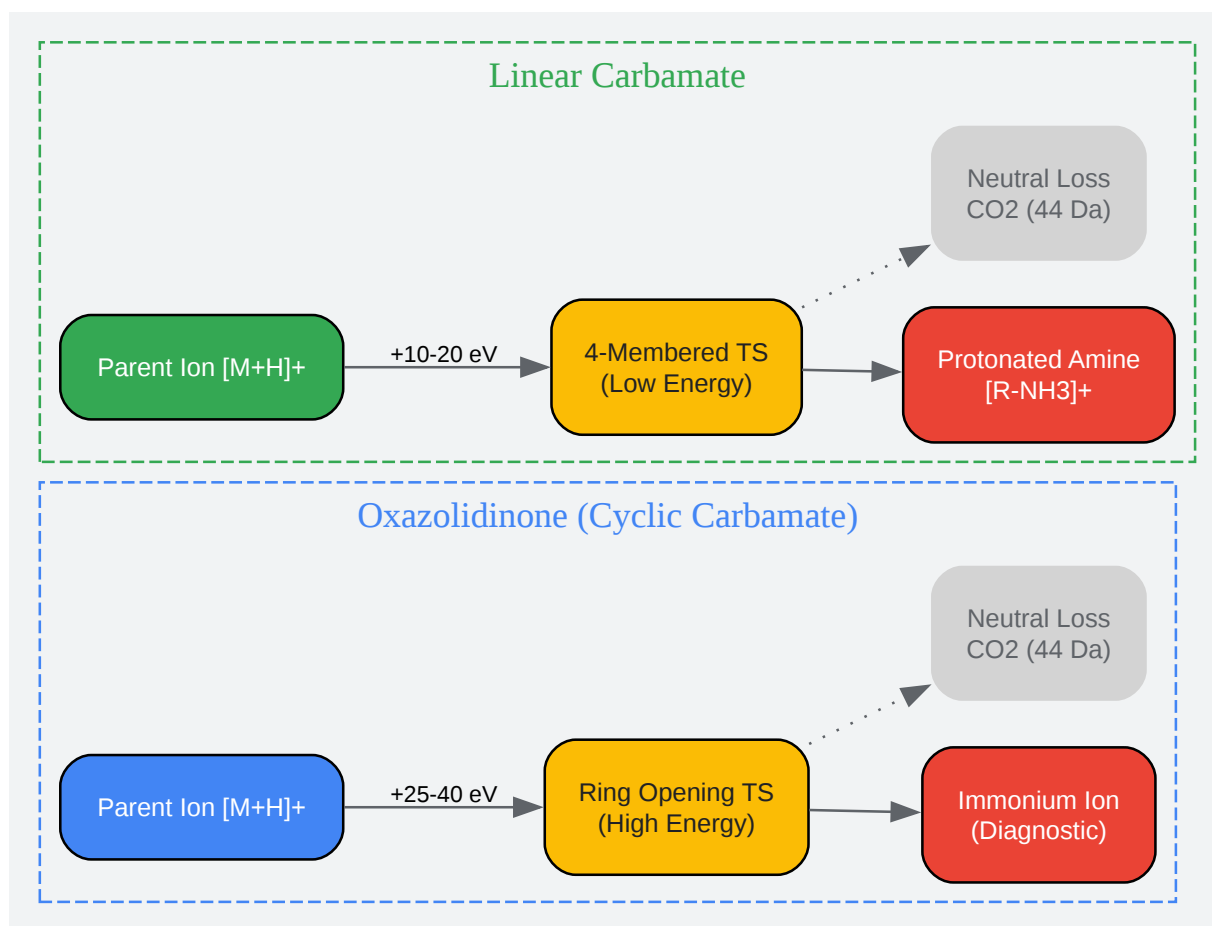 Linear Carbamate
Neutral Loss
CO2 (44 Da)
Parent Ion [M+H]+
+10-20 eV
4-Membered TS
(Low Energy)
Protonated Amine
[R-NH3]+
Oxazolidinone (Cyclic Carbamate)
Neutral Loss
CO2 (44 Da)
Parent Ion [M+H]+
+25-40 eV
Ring Opening TS
(High Energy)
Immonium Ion
(Diagnostic)